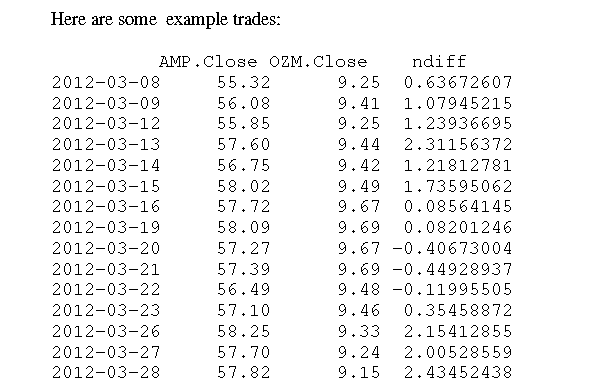 Here are some example trades:
AMP.Close OZM.Close ndiff
2012-03-08 55.32 9.25 0.63672607
2012-03-09 56.08 9.41 1.07945215
2012-03-12 55.85 9.25 1.23936695
2012-03-13 57.60 9.44 2.31156372
2012-03-14 56.75 9.42 1.21812781
2012-03-15 58.02 9.49 1.73595062
2012-03-16 57.72 9.67 0.08564145
2012-03-19 58.09 9.69 0.08201246
2012-03-20 57.27 9.67 -0.40673004
2012-03-21 57.39 9.69 -0.44928937
2012-03-22 56.49 9.48 -0.11995505
2012-03-23 57.10 9.46 0.35458872
2012-03-26 58.25 9.33 2.15412855
2012-03-27 57.70 9.24 2.00528559
2012-03-28 57.82 9.15 2.43452438